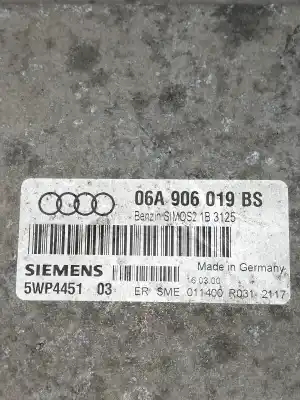 06A 906 019 BS
Benzin SIMOS2 1B 3125
SIEMENS Made in Germany
16.03.00
5WP4451 03 ER SME 011400 R031-2117